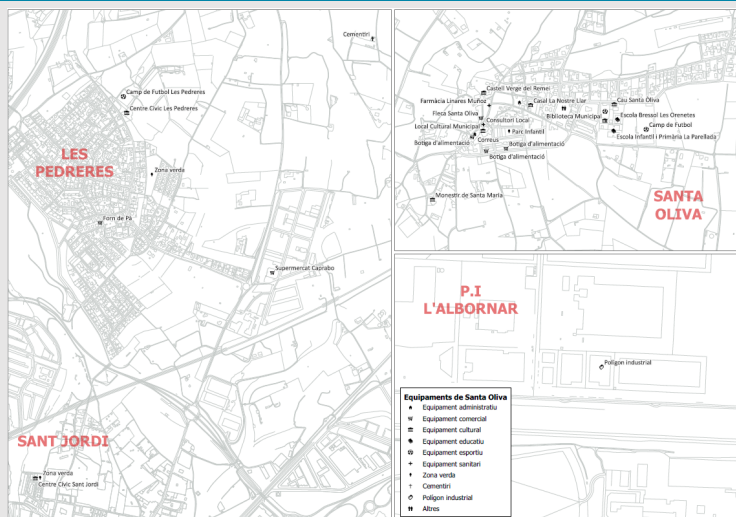 Cementiri
Camp de Futbol Les Pedreres
Centre Cívic Les Pedreres
LES
PEDRERES
Zona verda
Forn de Pà
Supermercat Caprabo
SANT JORDI
Zona verda
Centre Cívic Sant Jordi
Castell Verge del Remei
Farmàcia Linares Muñoz
Casal La Nostre Llar
Cau Santa Oliva
Fleca Santa Oliva
Biblioteca Municipal
Escola Bressol Les Orenetes
Consultori Local
Local Cultural Municipal
Parc Infantil
Camp de Futbol
Escola Infantil i Primària La Parellada
Correus
Botiga d'alimentació
Botiga d'alimentació
Botiga d'alimentació
Monestir de Santa Maria
SANTA
OLIVA
P.I
L'ALBORNAR
Polígon industrial
Equipaments de Santa Oliva
Equipament administratiu
Equipament comercial
Equipament cultural
Equipament educatiu
Equipament esportiu
Equipament sanitari
Zona verda
Cementiri
Polígon industrial
Altres